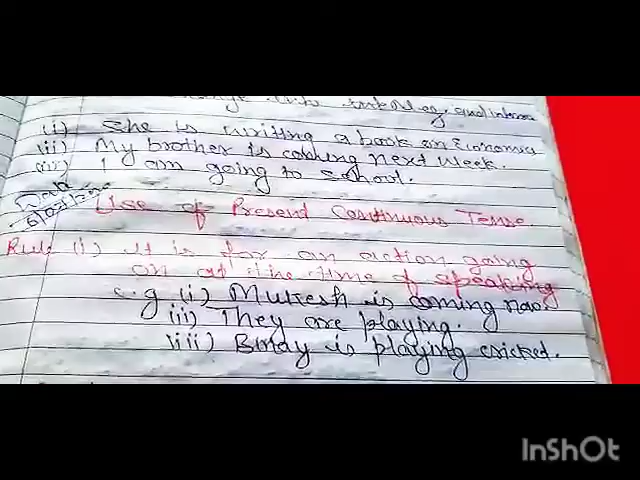 (i) She is writing a book on Economics
(ii) My brother is coming next week.
(iii) I am going to school.
Use of Present Continuous Tense
Rule (i) It is for an action going
on at the time of speaking
e.g (i) Mukesh is coming now
(ii) They are playing.
(iii) Binay is playing cricket.
InShOt